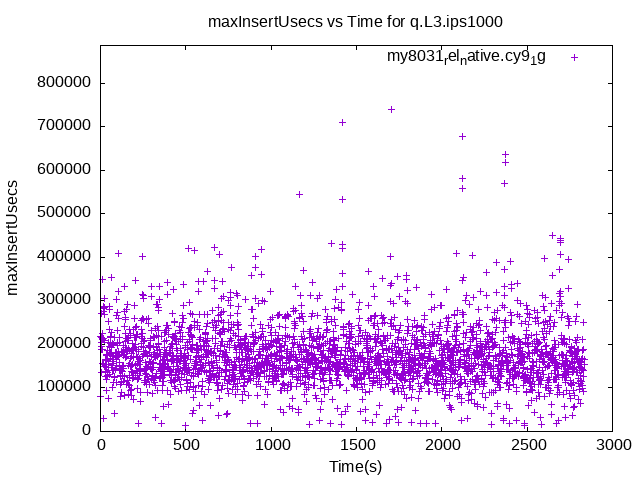 maxInsertUsecs vs Time for q.L3.ips1000
my8031relnative.cy91g
800000
700000
600000
500000
400000
300000
200000
100000
0
maxInsertUsecs
0 500 1000 1500 2000 2500 3000
Time(s)